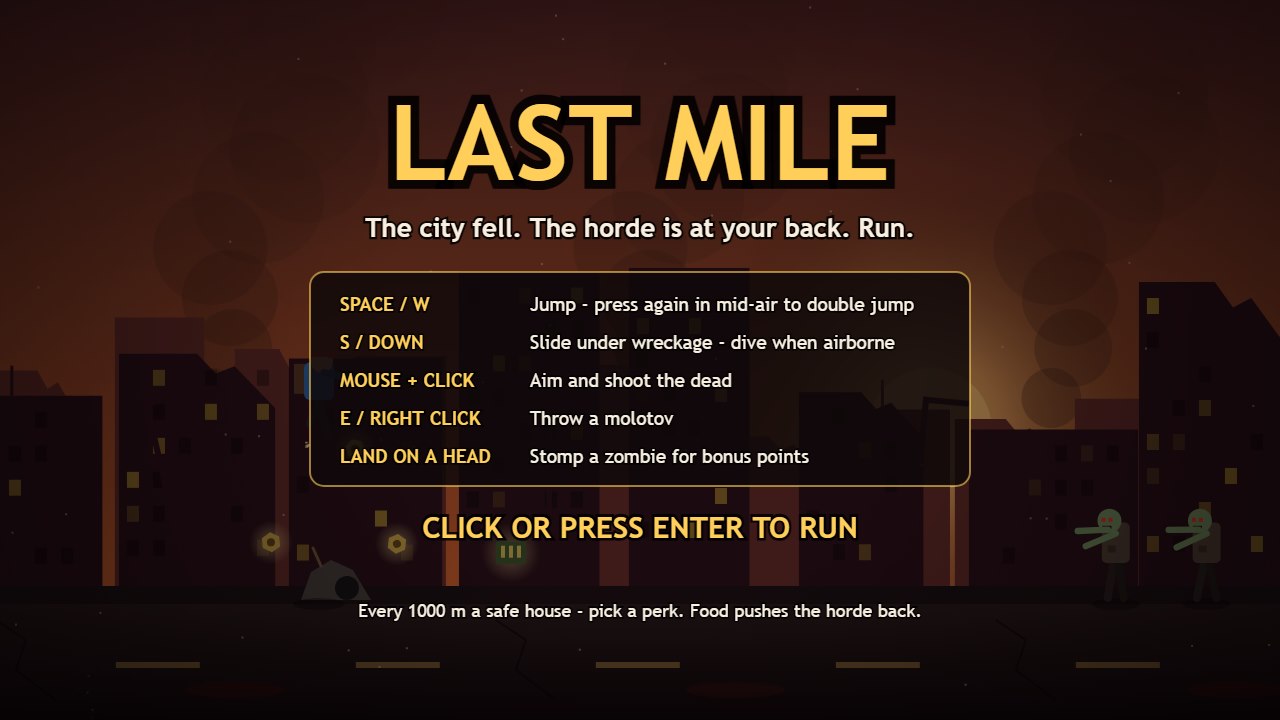 LAST MILE
The city fell. The horde is at your back. Run.
SPACE / W Jump - press again in mid-air to double jump
S / DOWN Slide under wreckage - dive when airborne
MOUSE + CLICK Aim and shoot the dead
E / RIGHT CLICK Throw a molotov
LAND ON A HEAD Stomp a zombie for bonus points
CLICK OR PRESS ENTER TO RUN
Every 1000 m a safe house - pick a perk. Food pushes the horde back.